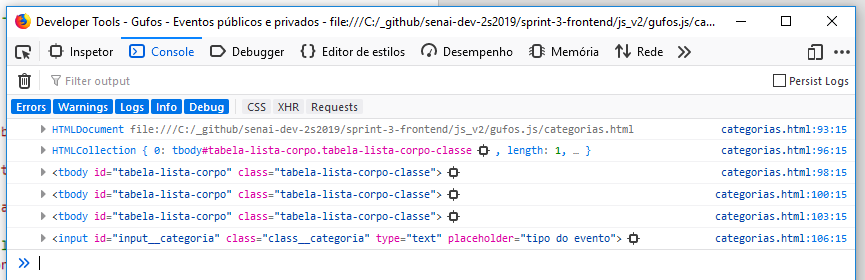 Developer Tools - Gufos - Eventos públicos e privados - file:///C:/_github/senai-dev-2s2019/sprint-3-frontend/js_v2/gufos.js/ca...
Inspetor Console Debugger {} Editor de estilos Desempenho Memória Rede >>
Filter output Persist Logs
Errors Warnings Logs Info Debug CSS XHR Requests
HTMLDocument file:///C:/_github/senai-dev-2s2019/sprint-3-frontend/js_v2/gufos.js/categorias.html categorias.html:93:15
HTMLCollection { 0: tbody#tabela-lista-corpo.tabela-lista-corpo-classe , length: 1, … } categorias.html:96:15
<tbody id="tabela-lista-corpo" class="tabela-lista-corpo-classe"> categorias.html:98:15
<tbody id="tabela-lista-corpo" class="tabela-lista-corpo-classe"> categorias.html:100:15
<tbody id="tabela-lista-corpo" class="tabela-lista-corpo-classe"> categorias.html:103:15
<input id="input__categoria" class="class__categoria" type="text" placeholder="tipo do evento"> categorias.html:106:15
>>